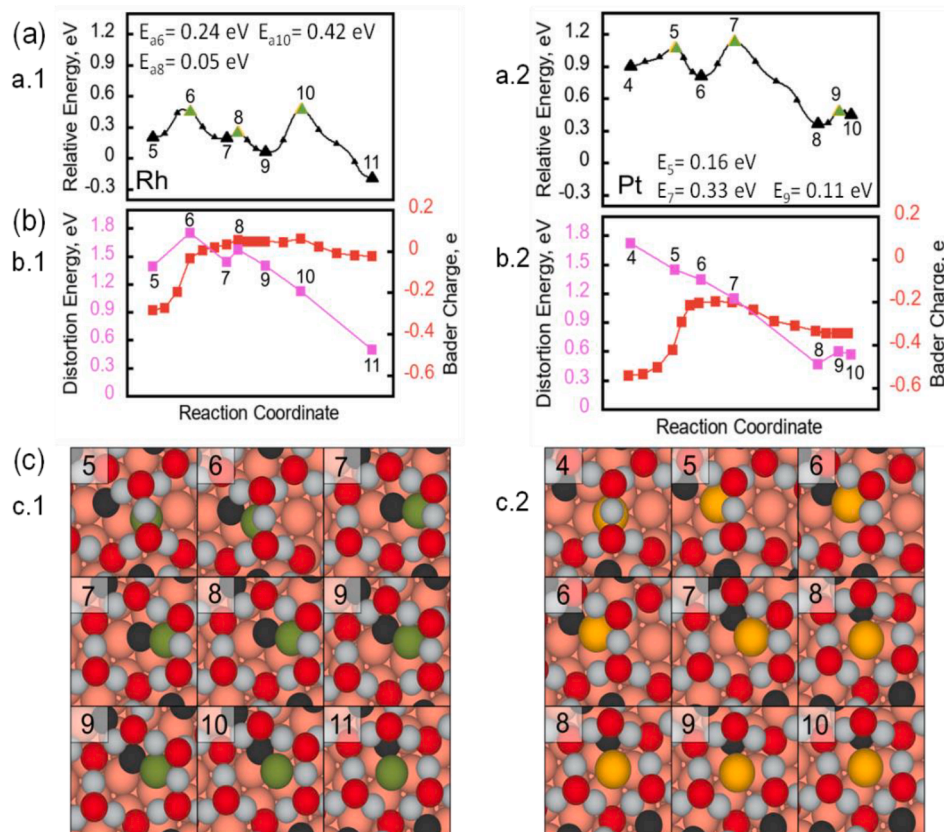 (a)
a.1
Relative Energy, eV
1.2
0.9
0.6
0.3
0
-0.3
E_a6= 0.24 eV E_a10= 0.42 eV
E_a8= 0.05 eV
5
6
7
8
9
10
11
Rh
a.2
Relative Energy, eV
1.2
0.9
0.6
0.3
0
-0.3
4
5
6
7
8
9
10
E_5= 0.16 eV
Pt E_7= 0.33 eV E_9= 0.11 eV
(b)
b.1
Distortion Energy, eV
1.8
1.5
1.2
0.9
0.6
0.3
0
5
6
7
8
9
10
11
0.2
0
-0.2
-0.4
-0.6
Bader Charge, e
Reaction Coordinate
b.2
Distortion Energy, eV
1.8
1.5
1.2
0.9
0.6
0.3
0
4
5
6
7
8
9
10
0.2
0
-0.2
-0.4
-0.6
Bader Charge, e
Reaction Coordinate
(c)
c.1
5 6 7
7 8 9
9 10 11
c.2
4 5 6
6 7 8
8 9 10